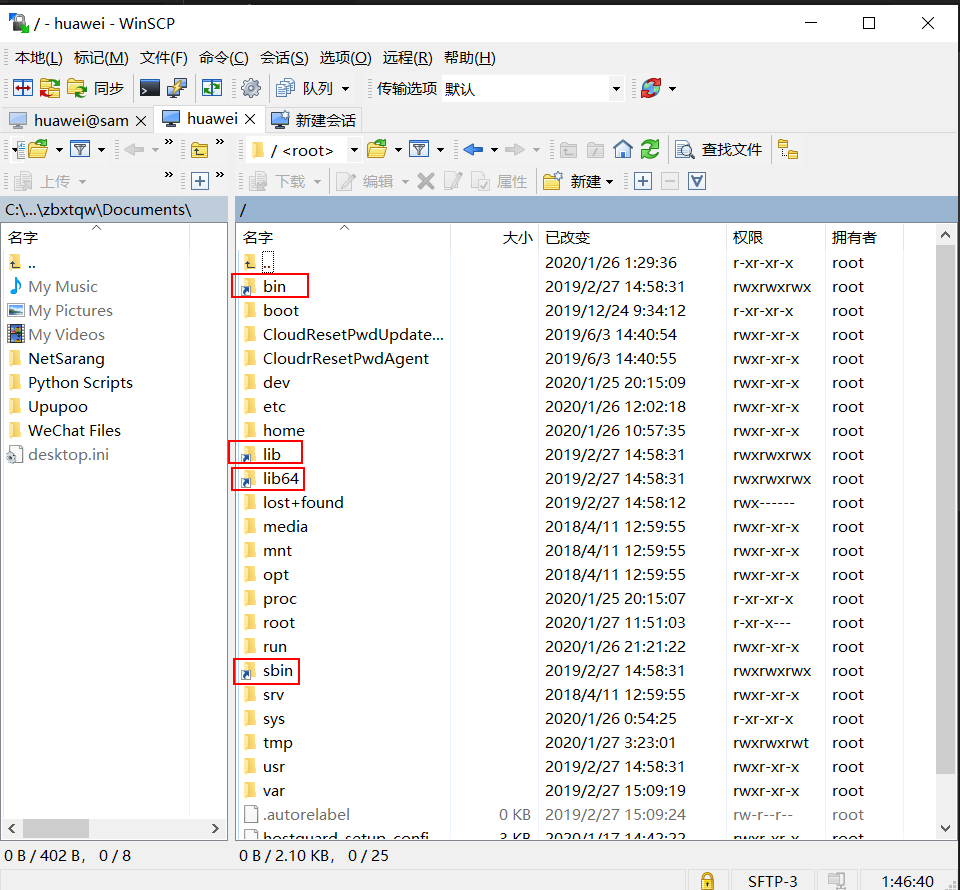 / - huawei - WinSCP
本地(L) 标记(M) 文件(F) 命令(C) 会话(S) 选项(O) 远程(R) 帮助(H)
同步 队列 传输选项 默认
huawei@sam huawei 新建会话
/ <root> 查找文件
上传 下载 编辑 属性 新建
C:\...\zbxtqw\Documents\ /
名字
..
My Music
My Pictures
My Videos
NetSarang
Python Scripts
Upupoo
WeChat Files
desktop.ini
名字 大小 已改变 权限 拥有者
.. 2020/1/26 1:29:36 r-xr-xr-x root
bin 2019/2/27 14:58:31 rwxrwxrwx root
boot 2019/12/24 9:34:12 r-xr-xr-x root
CloudResetPwdUpdate... 2019/6/3 14:40:54 rwxr-xr-x root
CloudrResetPwdAgent 2019/6/3 14:40:55 rwxr-xr-x root
dev 2020/1/25 20:15:09 rwxr-xr-x root
etc 2020/1/26 12:02:18 rwxr-xr-x root
home 2020/1/26 10:57:35 rwxr-xr-x root
lib 2019/2/27 14:58:31 rwxrwxrwx root
lib64 2019/2/27 14:58:31 rwxrwxrwx root
lost+found 2019/2/27 14:58:12 rwx------ root
media 2018/4/11 12:59:55 rwxr-xr-x root
mnt 2018/4/11 12:59:55 rwxr-xr-x root
opt 2018/4/11 12:59:55 rwxr-xr-x root
proc 2020/1/25 20:15:07 r-xr-xr-x root
root 2020/1/27 11:51:03 r-xr-x--- root
run 2020/1/26 21:21:22 rwxr-xr-x root
sbin 2019/2/27 14:58:31 rwxrwxrwx root
srv 2018/4/11 12:59:55 rwxr-xr-x root
sys 2020/1/26 0:54:25 r-xr-xr-x root
tmp 2020/1/27 3:23:01 rwxrwxrwt root
usr 2019/2/27 14:58:31 rwxr-xr-x root
var 2019/2/27 15:09:19 rwxr-xr-x root
.autorelabel 0 KB 2019/2/27 15:09:24 rw-r--r-- root
hostguard_setup_confi... 3 KB 2020/1/17 14:42:22 rwxr-xr-x root
0 B / 402 B， 0 / 8 0 B / 2.10 KB， 0 / 25
SFTP-3 1:46:40